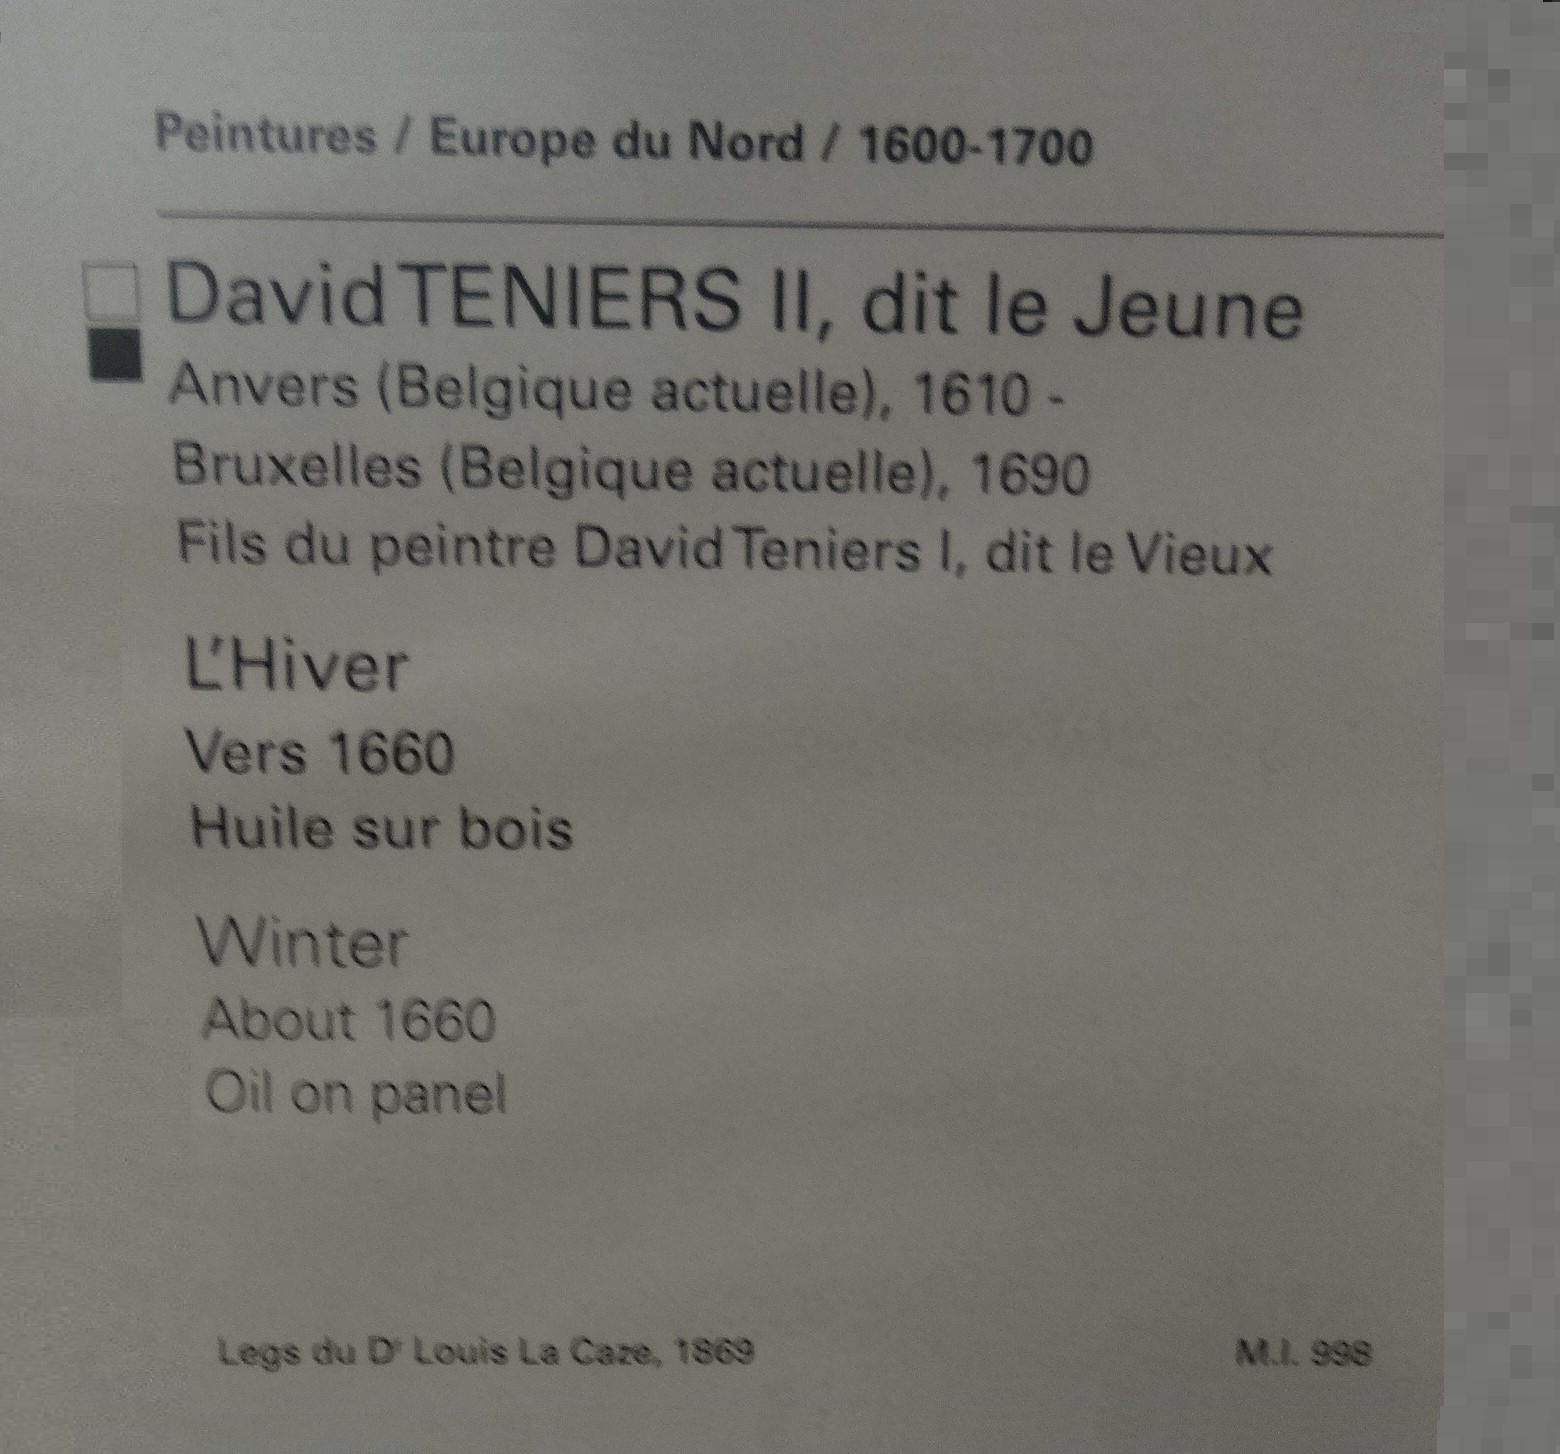 Peintures / Europe du Nord / 1600-1700
David TENIERS II, dit le Jeune
Anvers (Belgique actuelle), 1610 -
Bruxelles (Belgique actuelle), 1690
Fils du peintre David Teniers I, dit le Vieux
L'Hiver
Vers 1660
Huile sur bois
Winter
About 1660
Oil on panel
Legs du Dr Louis La Caze, 1869
M.I. 998